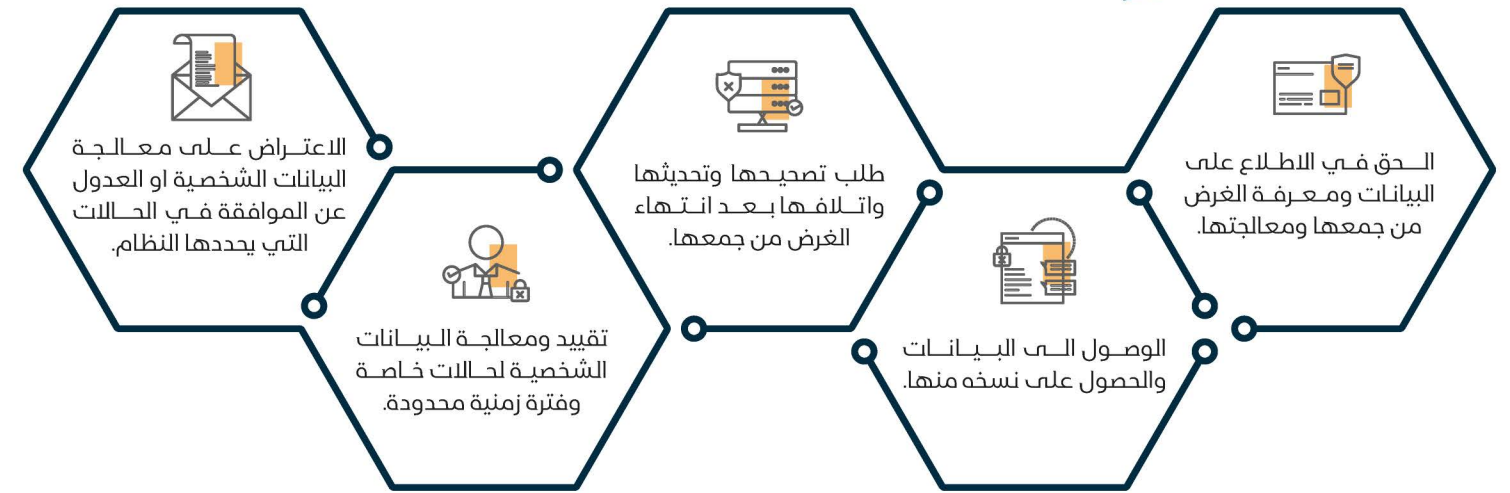 الحق في الاطلاع على
البيانات ومعرفة الغرض
من جمعها ومعالجتها.
الوصول الى البيانات
والحصول على نسخه منها.
طلب تصحيحها وتحديثها
واتلافها بعد انتهاء
الغرض من جمعها.
تقييد ومعالجة البيانات
الشخصية لحالات خاصة
وفترة زمنية محدودة.
الاعتراض على معالجة
البيانات الشخصية او العدول
عن الموافقة في الحالات
التي يحددها النظام.